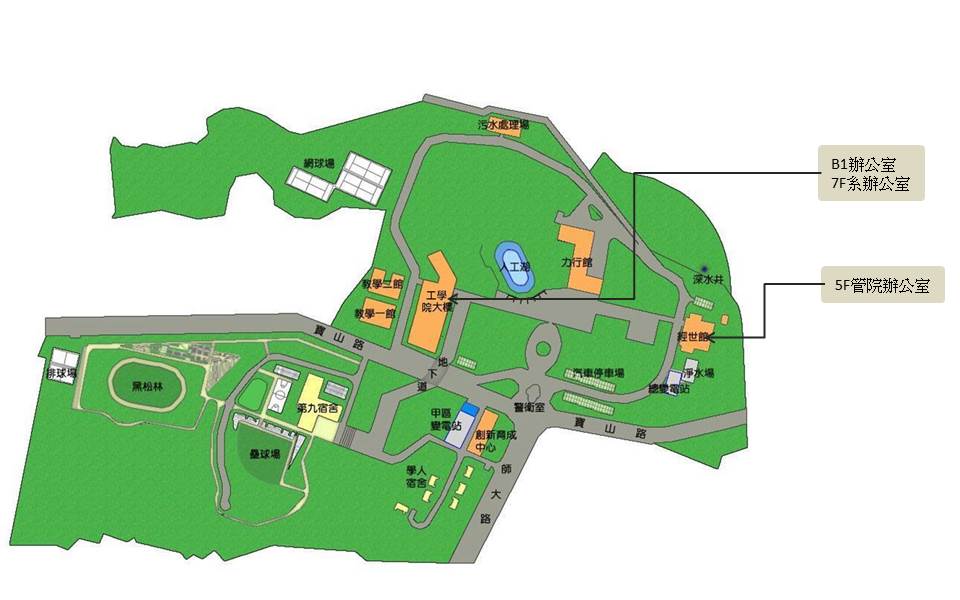 污水處理場
網球場
B1辦公室
7F系辦公室
人工湖
力行館
深水井
教學二館
工學
院大樓
教學一館
5F管院辦公室
寶山路
經世館
地下道
排球場
黑松林
汽車停車場
淨水場
總變電站
第九宿舍
甲區
變電站
警衛室
創新育成
中心
寶山路
壘球場
學人
宿舍
師大路